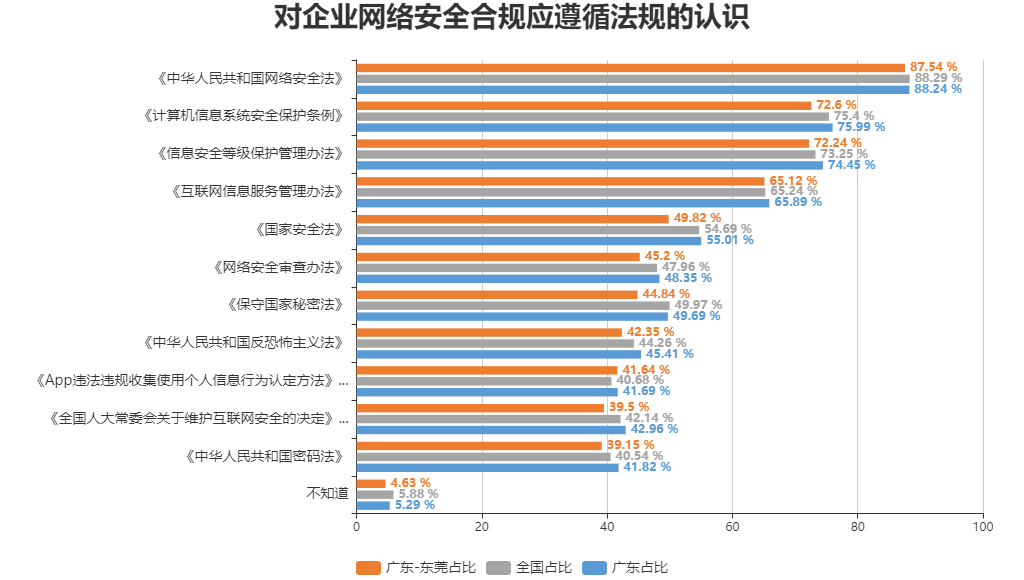 对企业网络安全合规应遵循法规的认识
《中华人民共和国网络安全法》
87.54 %
88.29 %
88.24 %
《计算机信息系统安全保护条例》
72.6 %
75.4 %
75.99 %
《信息安全等级保护管理办法》
72.24 %
73.25 %
74.45 %
《互联网信息服务管理办法》
65.12 %
65.24 %
65.89 %
《国家安全法》
49.82 %
54.69 %
55.01 %
《网络安全审查办法》
45.2 %
47.96 %
48.35 %
《保守国家秘密法》
44.84 %
49.97 %
49.69 %
《中华人民共和国反恐怖主义法》
42.35 %
44.26 %
45.41 %
《App违法违规收集使用个人信息行为认定方法》...
41.64 %
40.68 %
41.69 %
《全国人大常委会关于维护互联网安全的决定》...
39.5 %
42.14 %
42.96 %
《中华人民共和国密码法》
39.15 %
40.54 %
41.82 %
不知道
4.63 %
5.88 %
5.29 %
0 20 40 60 80 100
广东-东莞占比 全国占比 广东占比